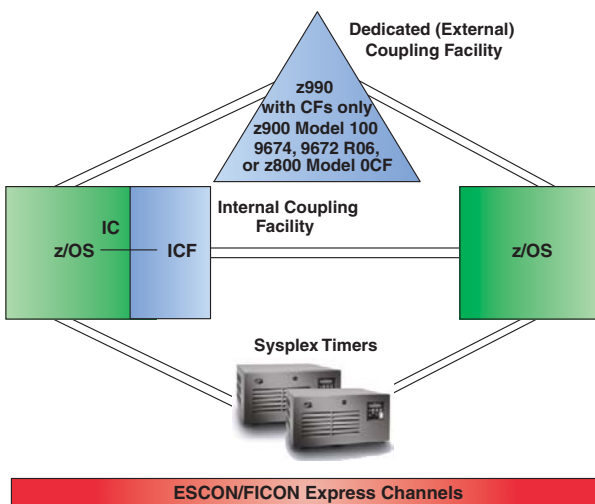 Dedicated (External)
Coupling Facility
z990
with CFs only
z900 Model 100
9674, 9672 R06,
or z800 Model 0CF
Internal Coupling
Facility
IC
z/OS
ICF
z/OS
Sysplex Timers
ESCON/FICON Express Channels